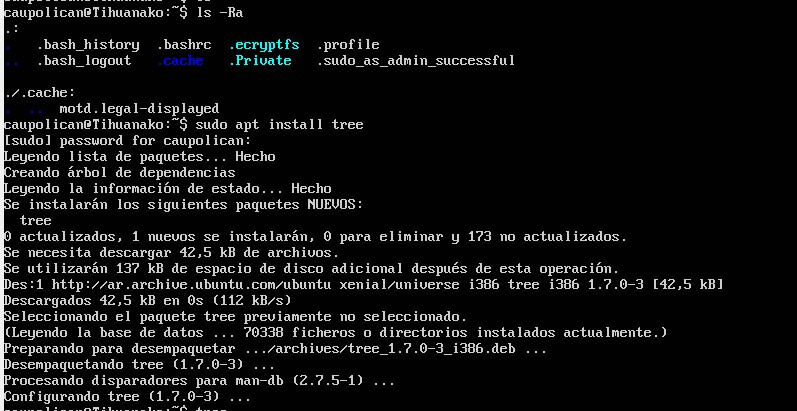 caupolican@Tihuanako:~$ ls -Ra
.:
.   .bash_history  .bashrc  .ecryptfs  .profile
..  .bash_logout   .cache   .Private   .sudo_as_admin_successful
./.cache:
.  ..  motd.legal-displayed
caupolican@Tihuanako:~$ sudo apt install tree
[sudo] password for caupolican:
Leyendo lista de paquetes... Hecho
Creando árbol de dependencias
Leyendo la información de estado... Hecho
Se instalarán los siguientes paquetes NUEVOS:
  tree
0 actualizados, 1 nuevos se instalarán, 0 para eliminar y 173 no actualizados.
Se necesita descargar 42,5 kB de archivos.
Se utilizarán 137 kB de espacio de disco adicional después de esta operación.
Des:1 http://ar.archive.ubuntu.com/ubuntu xenial/universe i386 tree i386 1.7.0-3 [42,5 kB]
Descargados 42,5 kB en 0s (112 kB/s)
Seleccionando el paquete tree previamente no seleccionado.
(Leyendo la base de datos ... 70338 ficheros o directorios instalados actualmente.)
Preparando para desempaquetar .../archives/tree_1.7.0-3_i386.deb ...
Desempaquetando tree (1.7.0-3) ...
Procesando disparadores para man-db (2.7.5-1) ...
Configurando tree (1.7.0-3) ...
caupolican@Tihuanako:~$ tree